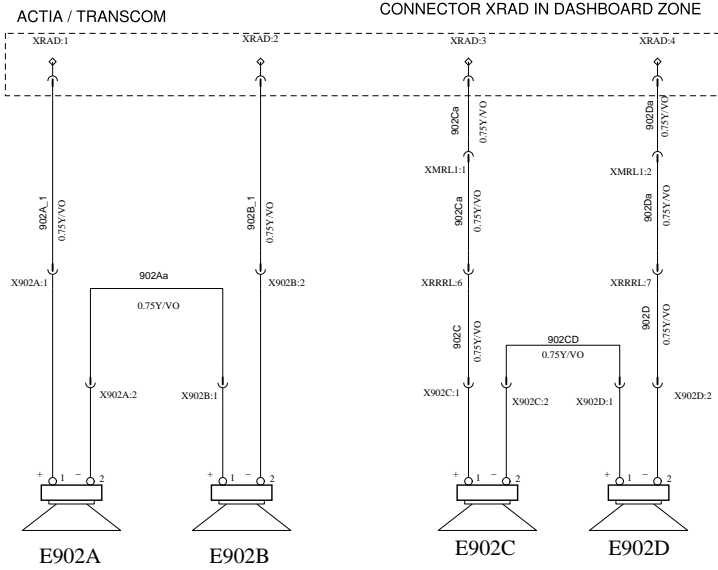 ACTIA / TRANSCOM
CONNECTOR XRAD IN DASHBOARD ZONE
XRAD:1
XRAD:2
XRAD:3
XRAD:4
902Ca
0.75Y/VO
902Da
0.75Y/VO
XMRL1:1
XMRL1:2
902A_1
0.75Y/VO
902B_1
0.75Y/VO
902Ca
0.75Y/VO
902Da
0.75Y/VO
X902A:1
902Aa
0.75Y/VO
X902B:2
XRRRL:6
XRRRL:7
902C
0.75Y/VO
902CD
0.75Y/VO
902D
0.75Y/VO
X902A:2
X902B:1
X902C:1
X902C:2
X902D:1
X902D:2
+ 1 − 2
+ 1 − 2
+ 1 − 2
+ 1 − 2
E902A
E902B
E902C
E902D